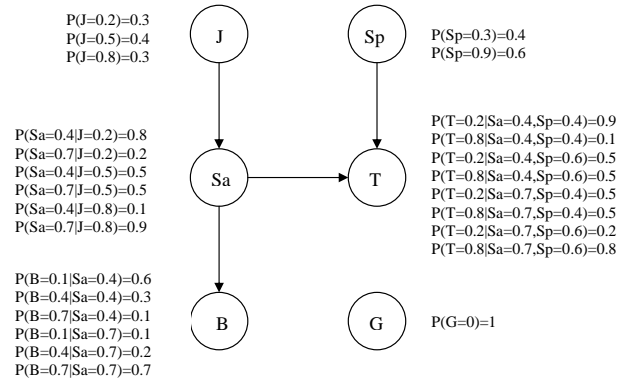 P(J=0.2)=0.3
P(J=0.5)=0.4
P(J=0.8)=0.3
J
Sp
P(Sp=0.3)=0.4
P(Sp=0.9)=0.6
P(Sa=0.4|J=0.2)=0.8
P(Sa=0.7|J=0.2)=0.2
P(Sa=0.4|J=0.5)=0.5
P(Sa=0.7|J=0.5)=0.5
P(Sa=0.4|J=0.8)=0.1
P(Sa=0.7|J=0.8)=0.9
Sa
T
P(T=0.2|Sa=0.4,Sp=0.4)=0.9
P(T=0.8|Sa=0.4,Sp=0.4)=0.1
P(T=0.2|Sa=0.4,Sp=0.6)=0.5
P(T=0.8|Sa=0.4,Sp=0.6)=0.5
P(T=0.2|Sa=0.7,Sp=0.4)=0.5
P(T=0.8|Sa=0.7,Sp=0.4)=0.5
P(T=0.2|Sa=0.7,Sp=0.6)=0.2
P(T=0.8|Sa=0.7,Sp=0.6)=0.8
P(B=0.1|Sa=0.4)=0.6
P(B=0.4|Sa=0.4)=0.3
P(B=0.7|Sa=0.4)=0.1
P(B=0.1|Sa=0.7)=0.1
P(B=0.4|Sa=0.7)=0.2
P(B=0.7|Sa=0.7)=0.7
B
G
P(G=0)=1